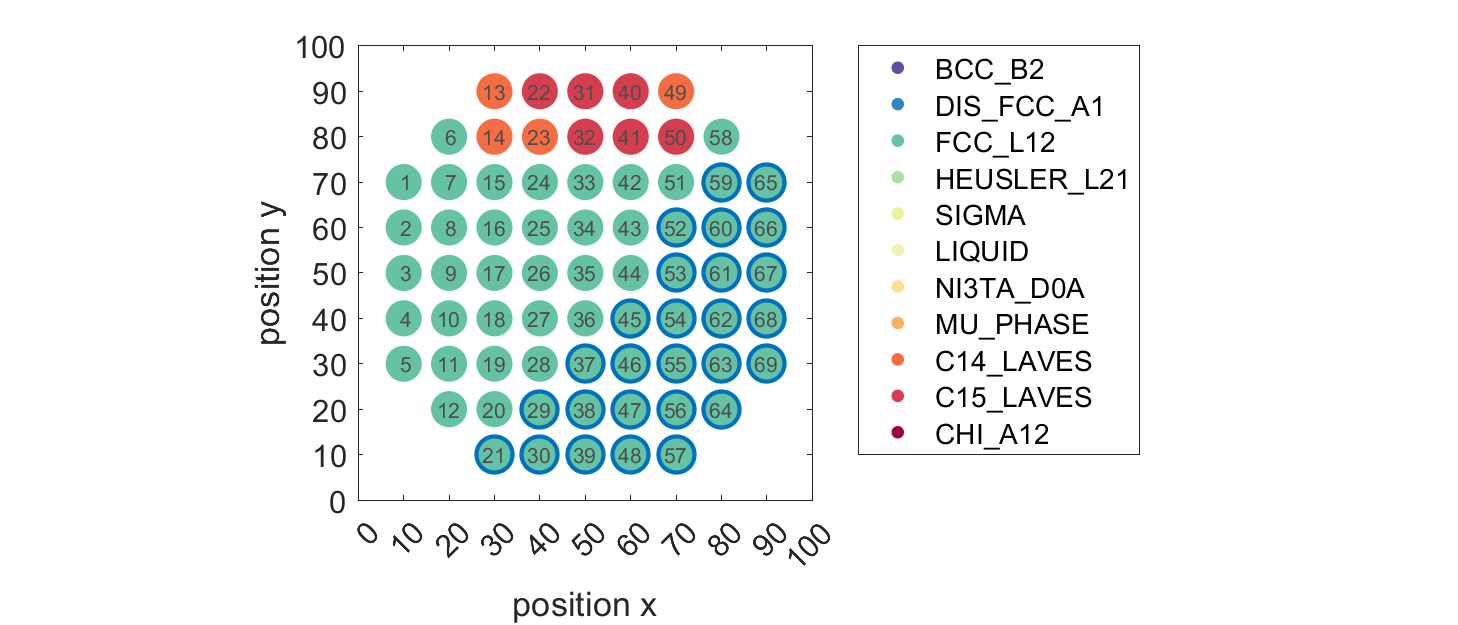 100
90 13 22 31 40 49
80 6 14 23 32 41 50 58
70 1 7 15 24 33 42 51 59 65
60 2 8 16 25 34 43 52 60 66
50 3 9 17 26 35 44 53 61 67
40 4 10 18 27 36 45 54 62 68
30 5 11 19 28 37 46 55 63 69
20 12 20 29 38 47 56 64
10 21 30 39 48 57
0
0 10 20 30 40 50 60 70 80 90 100
position x
position y
BCC_B2
DIS_FCC_A1
FCC_L12
HEUSLER_L21
SIGMA
LIQUID
NI3TA_D0A
MU_PHASE
C14_LAVES
C15_LAVES
CHI_A12